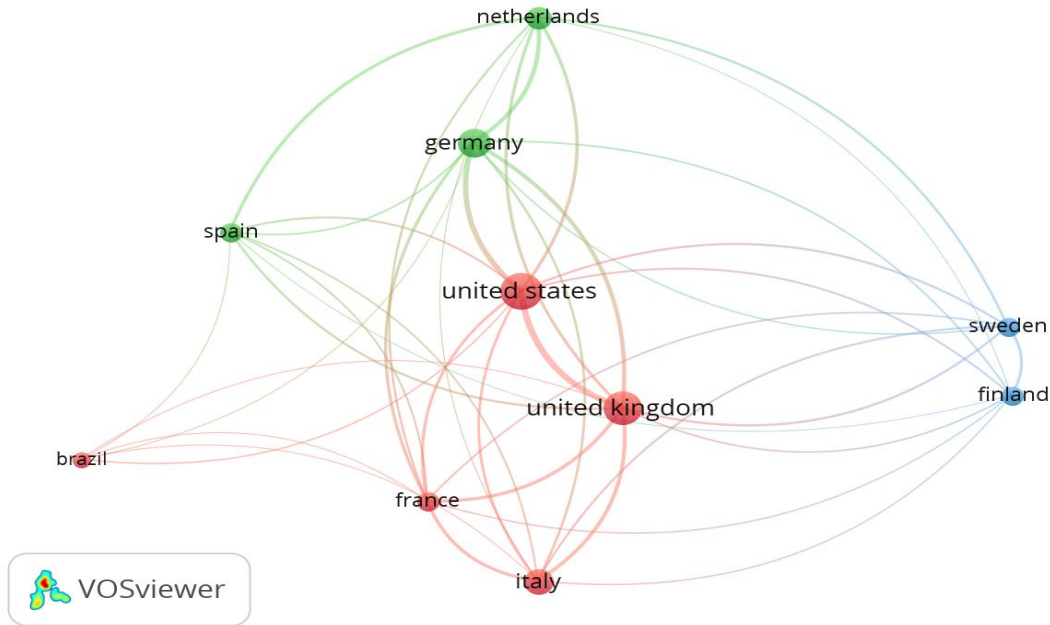 netherlands
germany
spain
united states
sweden
finland
united kingdom
brazil
france
italy
VOSviewer